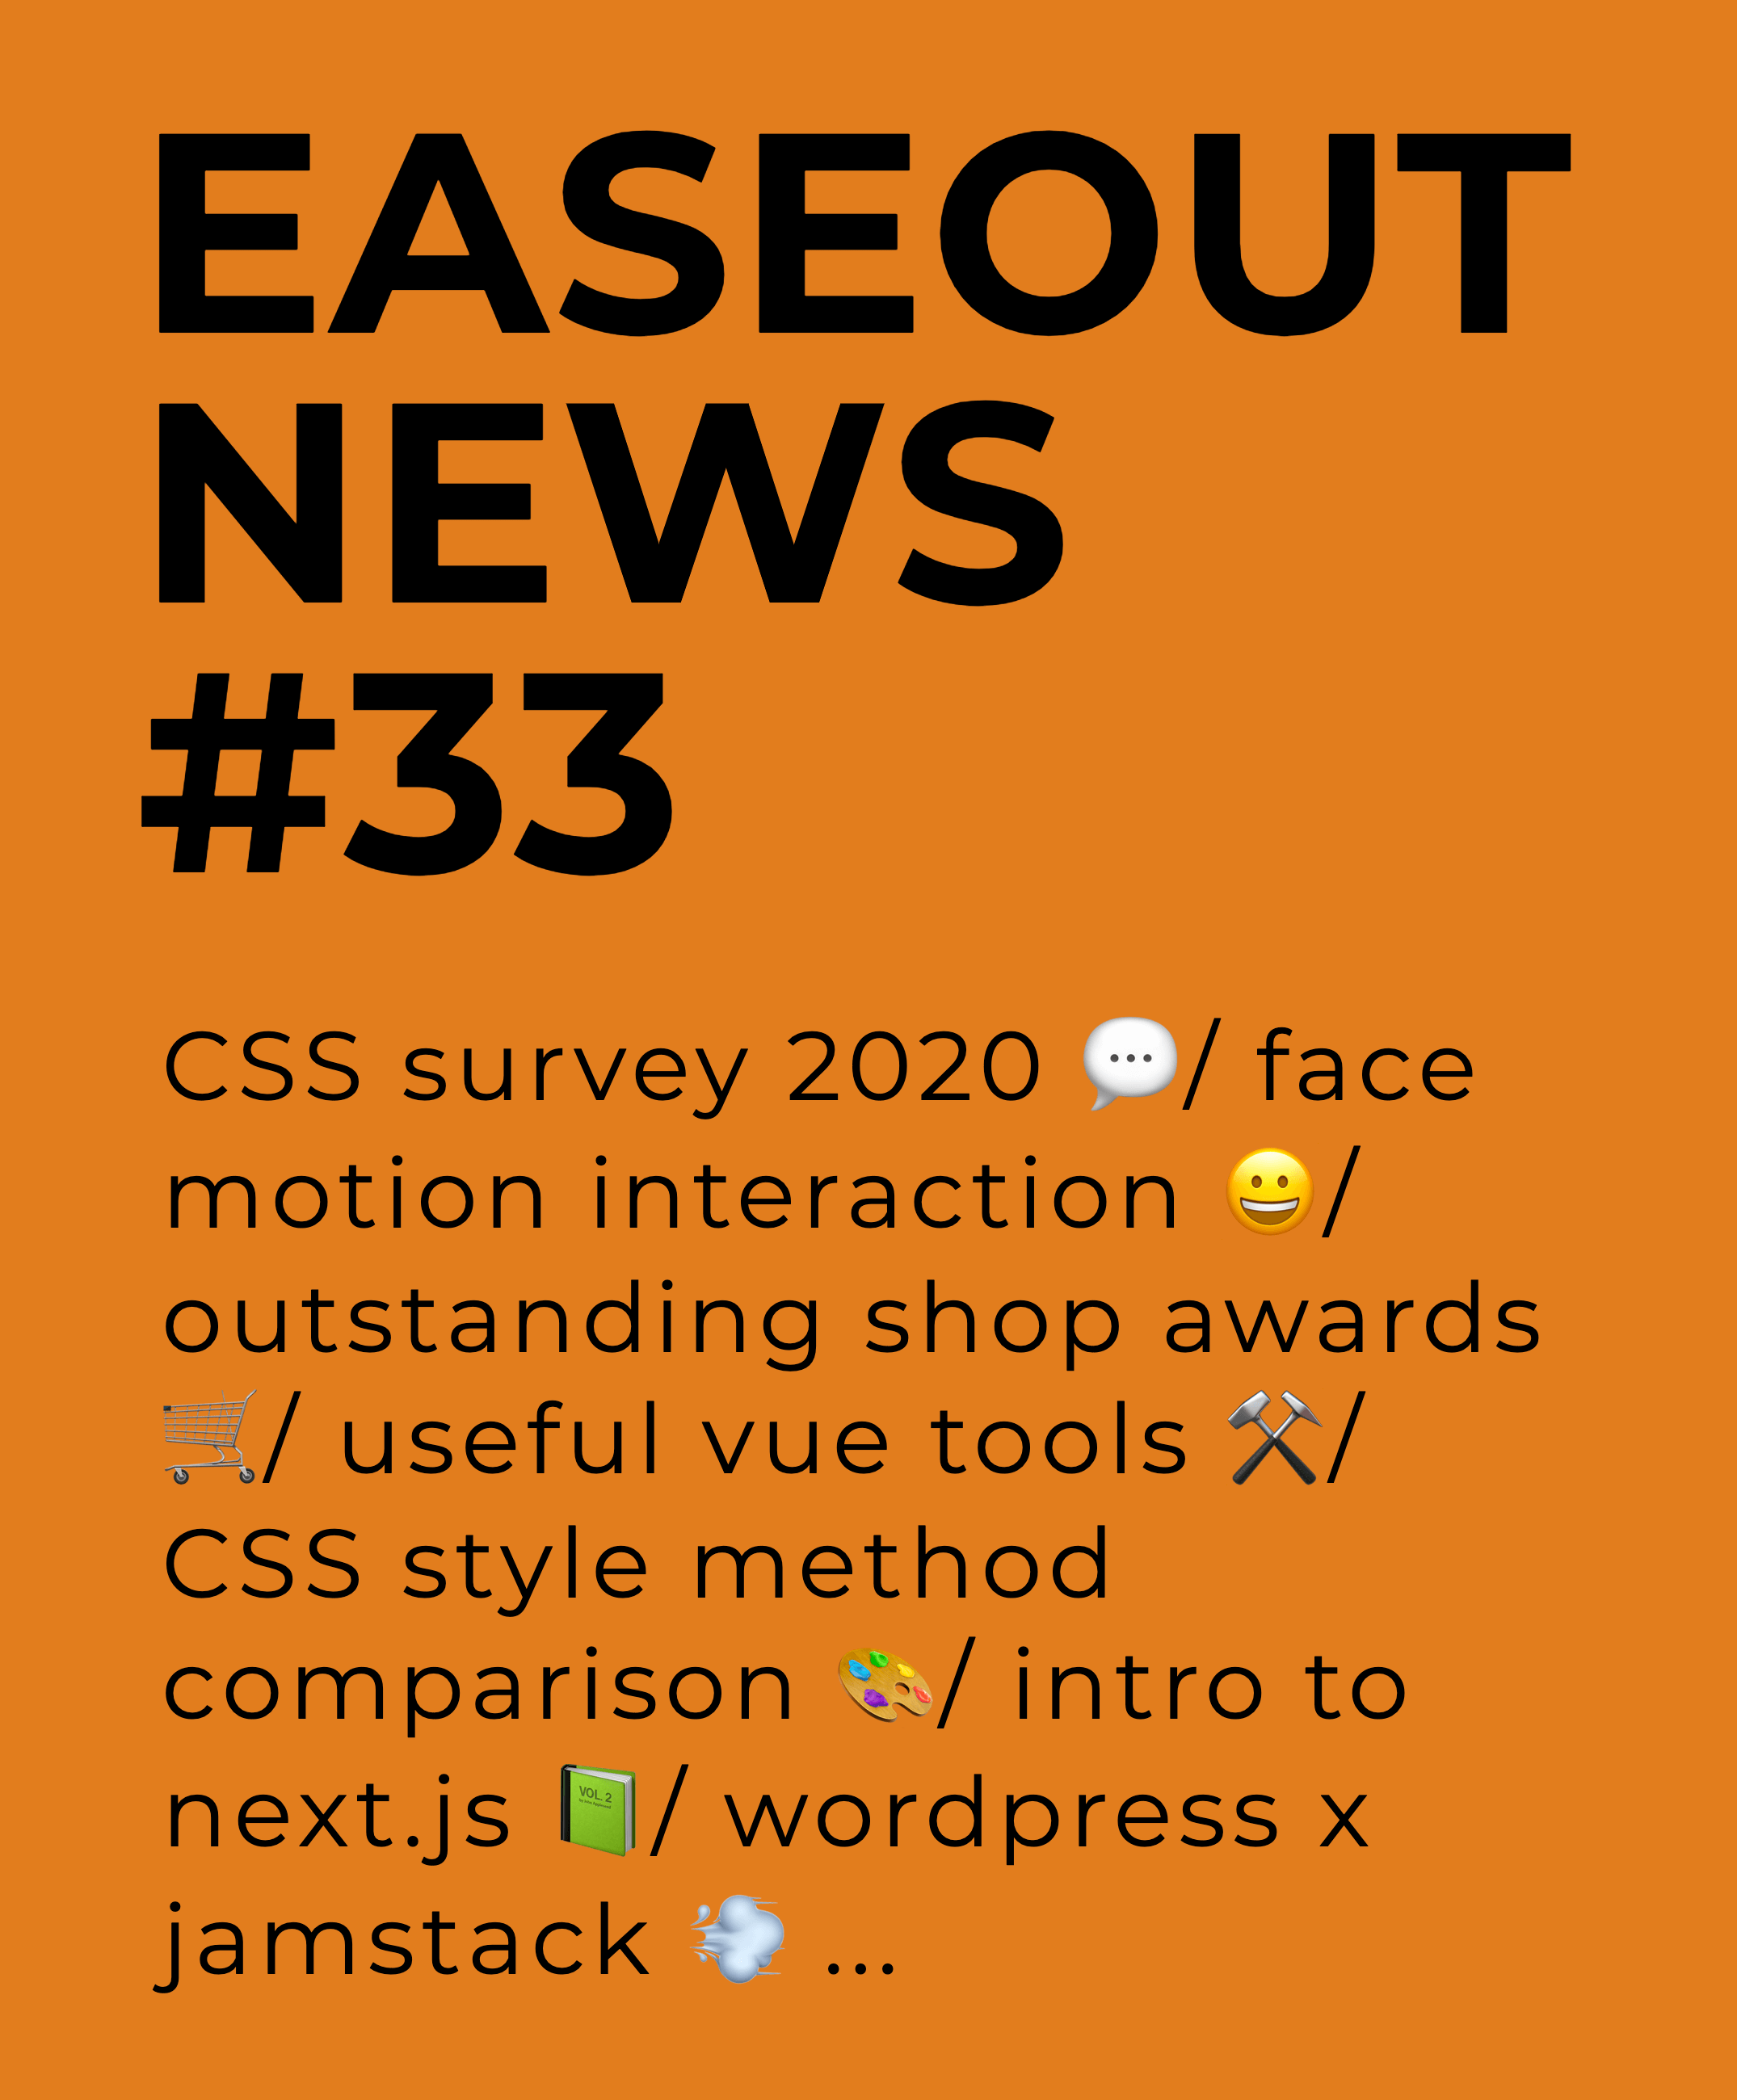 EASEOUT
NEWS
#33
CSS survey 2020 💬/ face
motion interaction 😀/
outstanding shop awards
🛒/ useful vue tools ⚒/
CSS style method
comparison 🎨/ intro to
next.js 📗/ wordpress x
jamstack 💨 ...